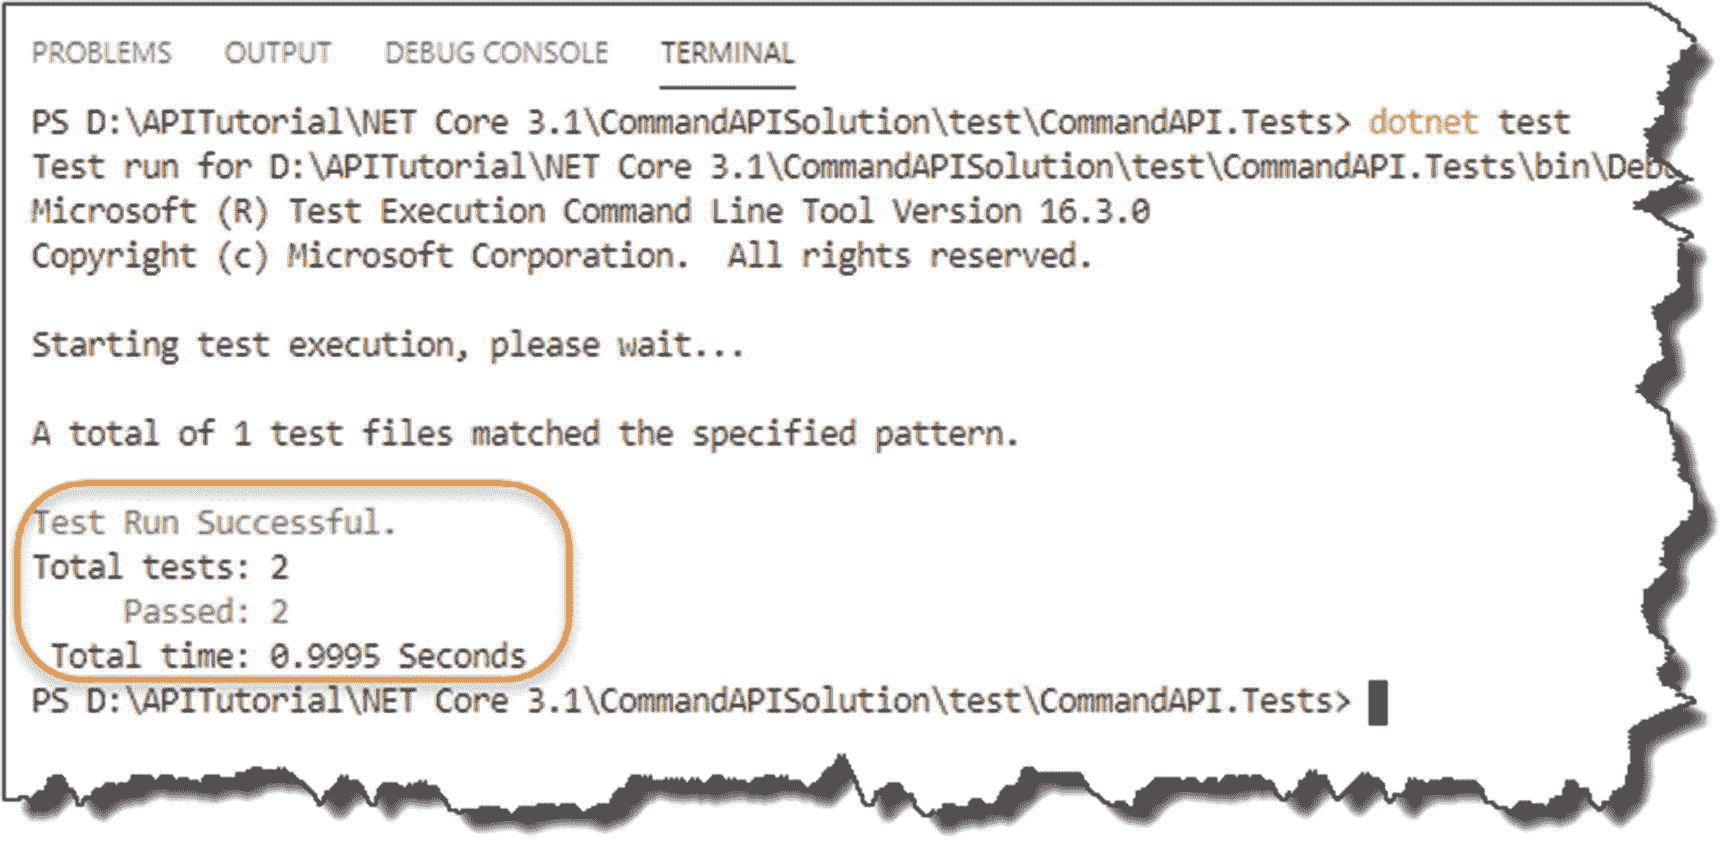 PROBLEMS OUTPUT DEBUG CONSOLE TERMINAL
PS D:\APITutorial\NET Core 3.1\CommandAPISolution\test\CommandAPI.Tests> dotnet test
Test run for D:\APITutorial\NET Core 3.1\CommandAPISolution\test\CommandAPI.Tests\bin\Deb
Microsoft (R) Test Execution Command Line Tool Version 16.3.0
Copyright (c) Microsoft Corporation.  All rights reserved.
Starting test execution, please wait...
A total of 1 test files matched the specified pattern.
Test Run Successful.
Total tests: 2
Passed: 2
Total time: 0.9995 Seconds
PS D:\APITutorial\NET Core 3.1\CommandAPISolution\test\CommandAPI.Tests>